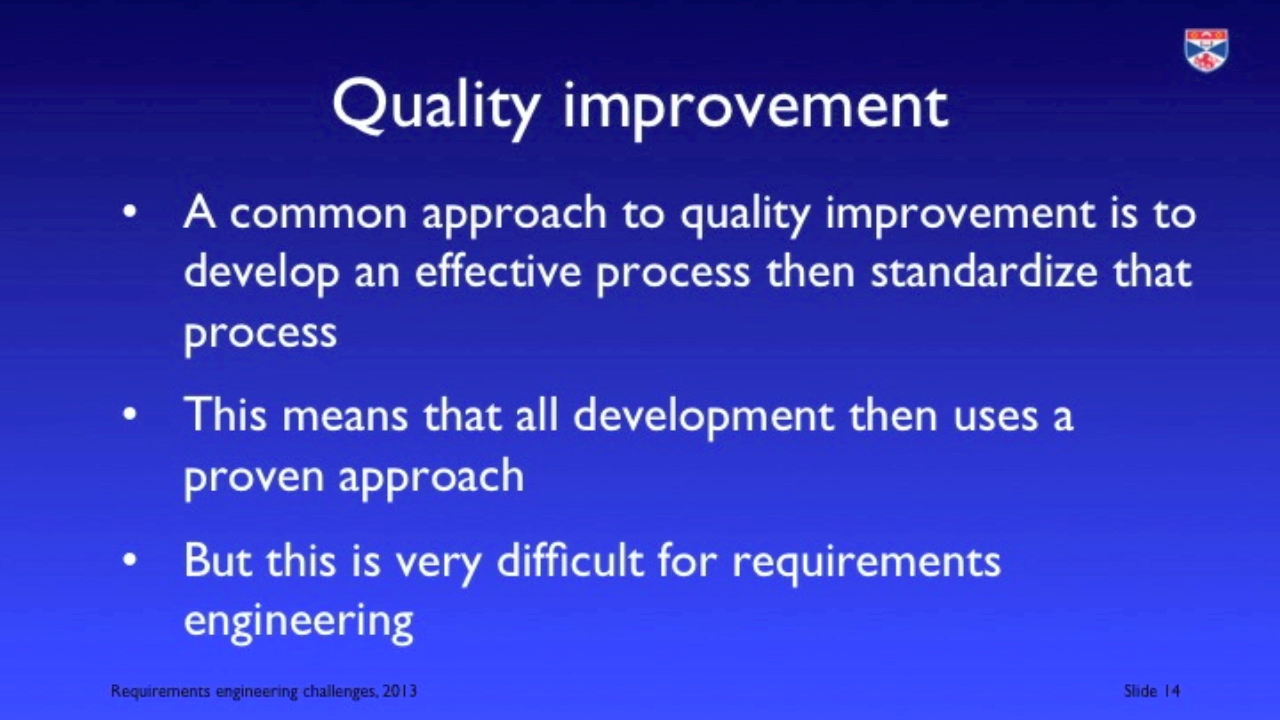 Quality improvement
• A common approach to quality improvement is to
develop an effective process then standardize that
process
• This means that all development then uses a
proven approach
• But this is very difficult for requirements
engineering
Requirements engineering challenges, 2013
Slide 14